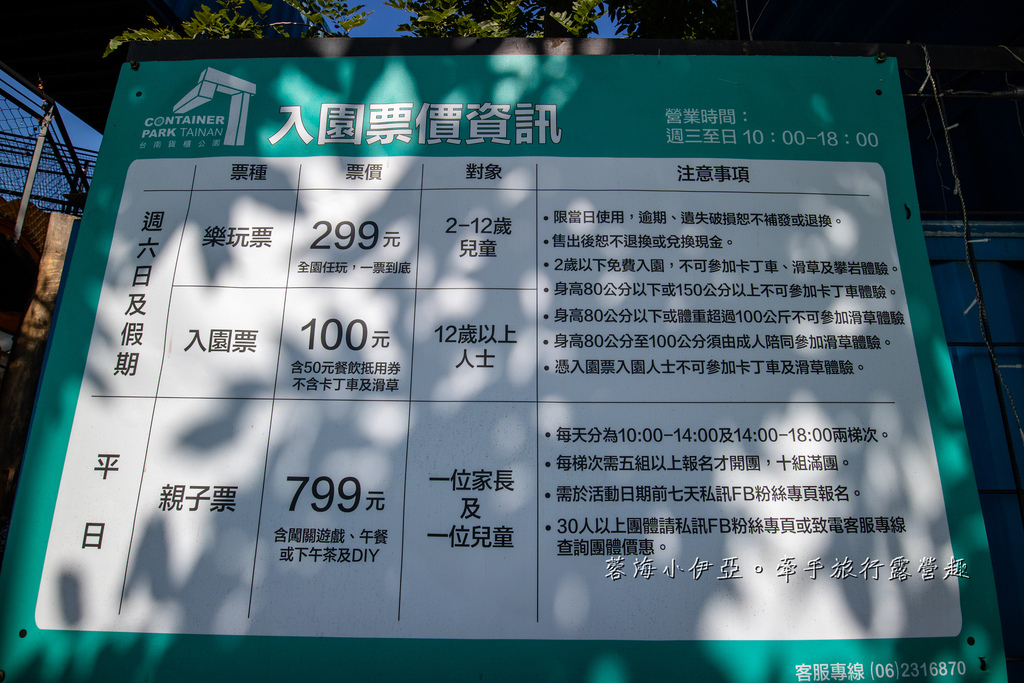 CONTAINER
PARK TAINAN
台南貨櫃公園
入園票價資訊
營業時間：
週三至日 10：00-18：00
票種
票價
對象
注意事項
週六日及假期
樂玩票
299元
全園任玩，一票到底
2-12歲
兒童
入園票
100元
含50元餐飲抵用券
不含卡丁車及滑草
12歲以上
人士
• 限當日使用，逾期、遺失破損恕不補發或退換。
• 售出後恕不退換或兌換現金。
• 2歲以下免費入園，不可參加卡丁車、滑草及攀岩體驗。
• 身高80公分以下或150公分以上不可參加卡丁車體驗。
• 身高80公分以下或體重超過100公斤不可參加滑草體驗
• 身高80公分至100公分須由成人陪同參加滑草體驗。
• 憑入園票入園人士不可參加卡丁車及滑草體驗。
平日
親子票
799元
含闖關遊戲、午餐
或下午茶及DIY
一位家長
及
一位兒童
• 每天分為10:00-14:00及14:00-18:00兩梯次。
• 每梯次需五組以上報名才開團，十組滿團。
• 需於活動日期前七天私訊FB粉絲專頁報名。
• 30人以上團體請私訊FB粉絲專頁或致電客服專線
查詢團體價惠。
蓉海小伊亞。牽手旅行露營趣
客服專線 (06)2316870